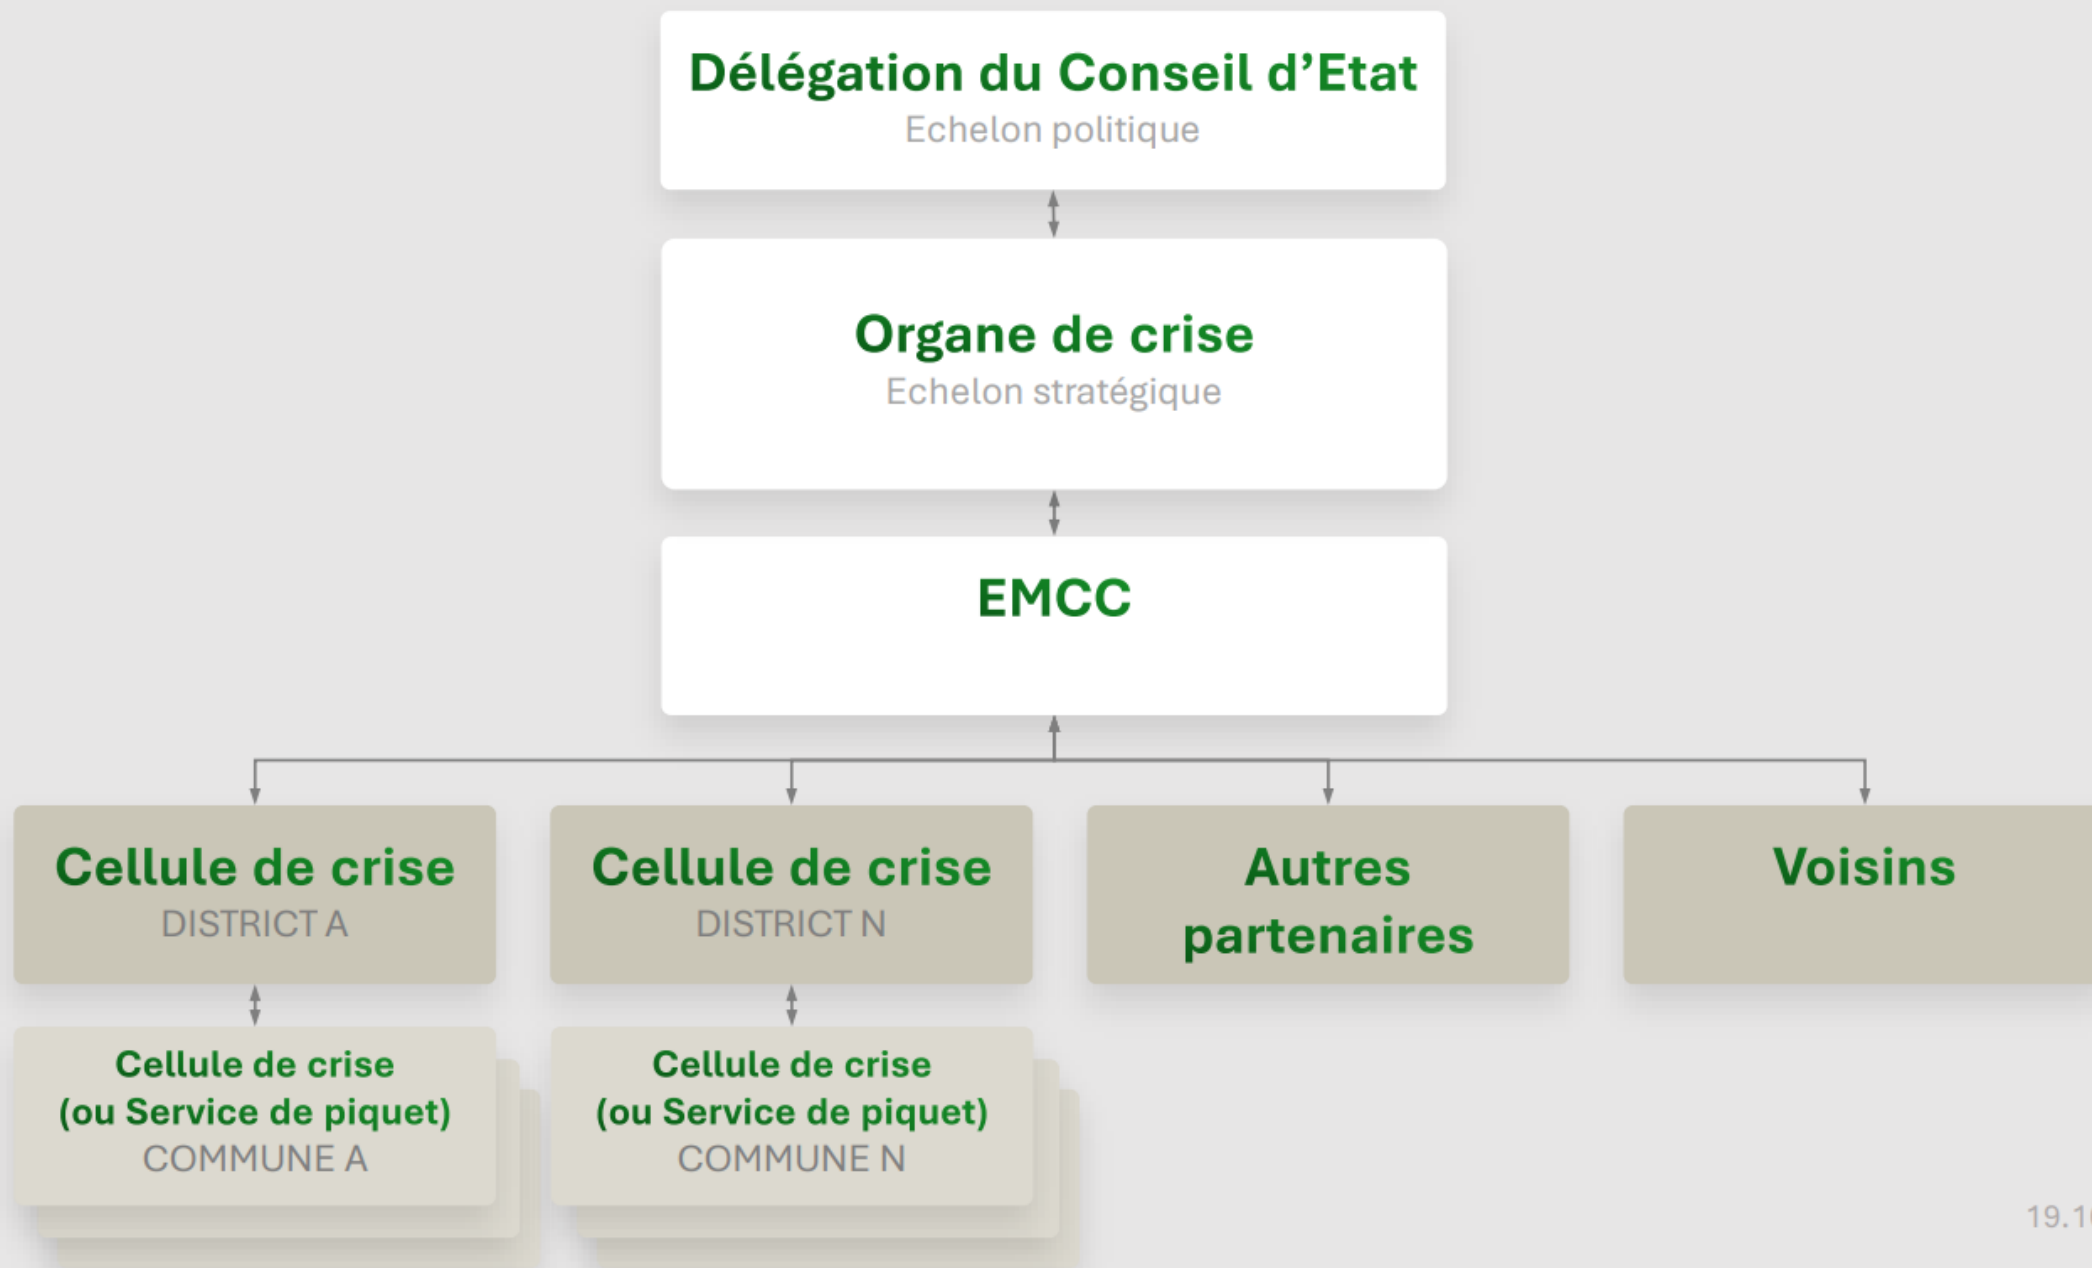 Délégation du Conseil d’Etat
Echelon politique
Organe de crise
Echelon stratégique
EMCC
Cellule de crise
DISTRICT A
Cellule de crise
DISTRICT N
Autres
partenaires
Voisins
Cellule de crise
(ou Service de piquet)
COMMUNE A
Cellule de crise
(ou Service de piquet)
COMMUNE N